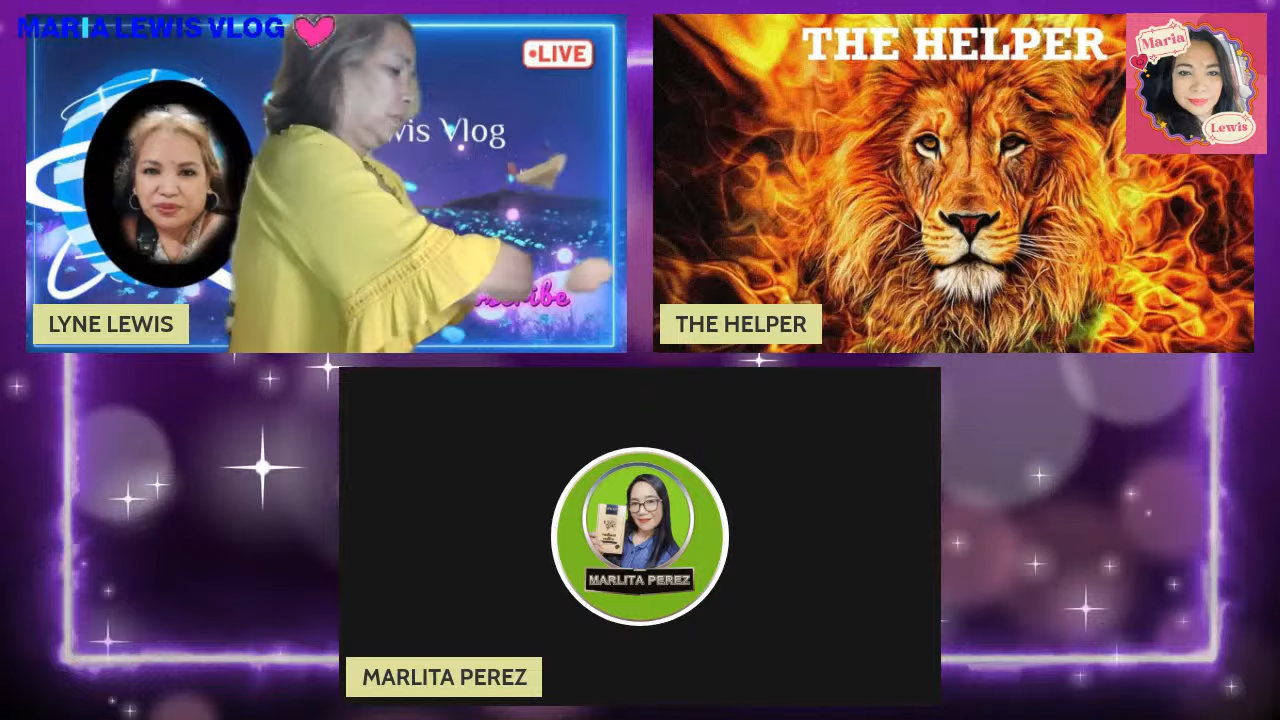 MARIA LEWIS VLOG
•LIVE
wis Vlog
LYNE LEWIS
THE HELPER
Maria
Lewis
THE HELPER
MARLITA PEREZ
MARLITA PEREZ